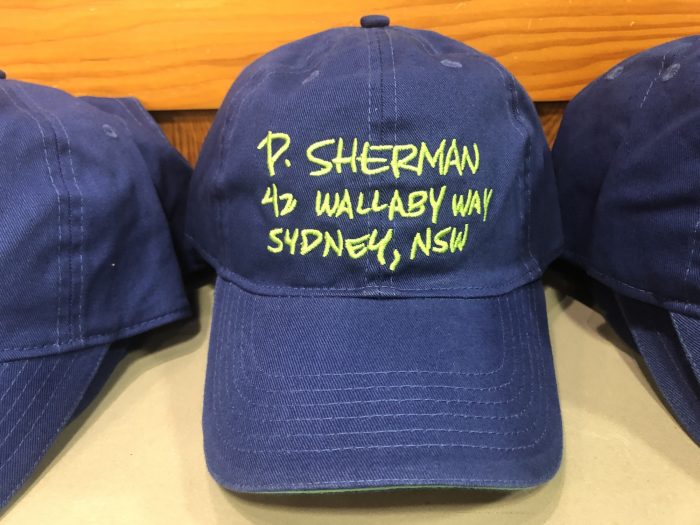 P. SHERMAN
42 WALLABY WAY
SYDNEY, NSW